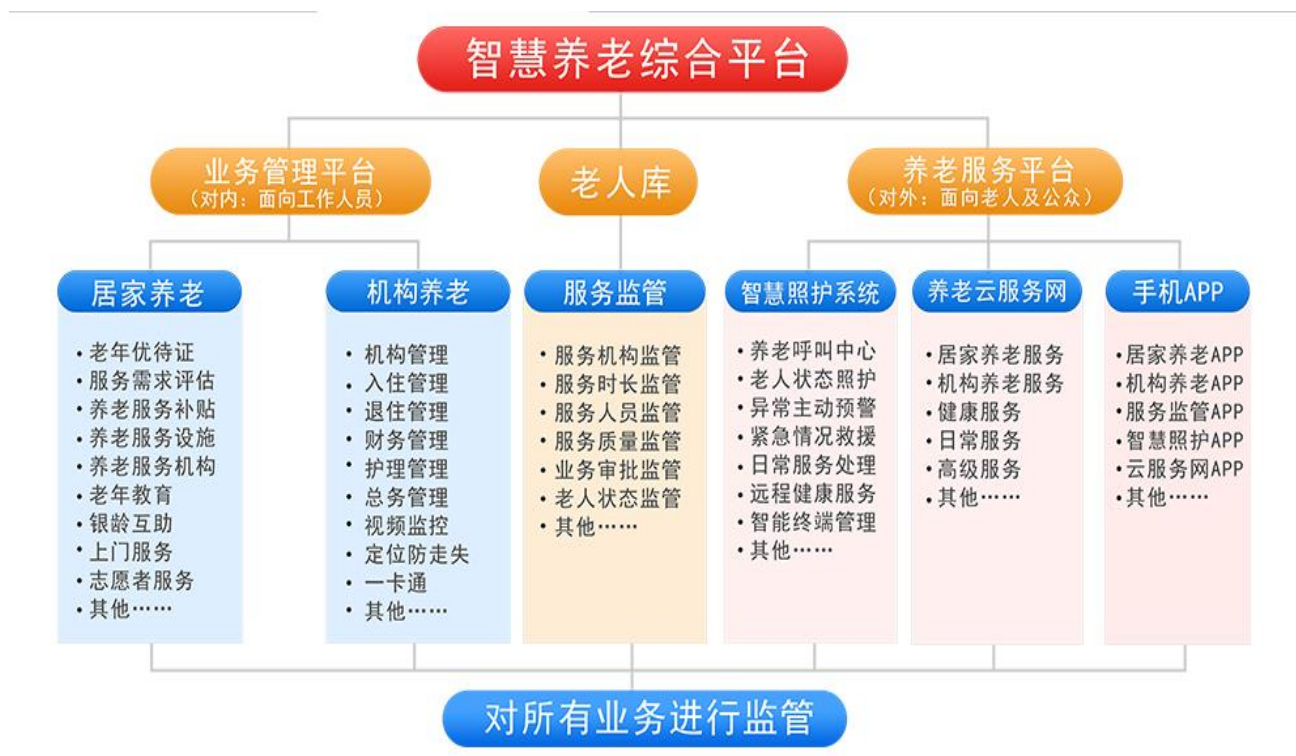 智慧养老综合平台
业务管理平台
（对内：面向工作人员）
老人库
养老服务平台
（对外：面向老人及公众）
居家养老
•老年优待证
•服务需求评估
•养老服务补贴
•养老服务设施
•养老服务机构
•老年教育
•银龄互助
•上门服务
•志愿者服务
•其他……
机构养老
• 机构管理
• 入住管理
• 退住管理
• 财务管理
• 护理管理
• 总务管理
• 视频监控
• 定位防走失
• 一卡通
• 其他……
服务监管
•服务机构监管
•服务时长监管
•服务人员监管
•服务质量监管
•业务审批监管
•老人状态监管
•其他……
智慧照护系统
•养老呼叫中心
•老人状态照护
•异常主动预警
•紧急情况救援
•日常服务处理
•远程健康服务
•智能终端管理
•其他……
养老云服务网
•居家养老服务
•机构养老服务
•健康服务
•日常服务
•高级服务
•其他……
手机APP
•居家养老APP
•机构养老APP
•服务监管APP
•智慧照护APP
•云服务网APP
•其他……
对所有业务进行监管